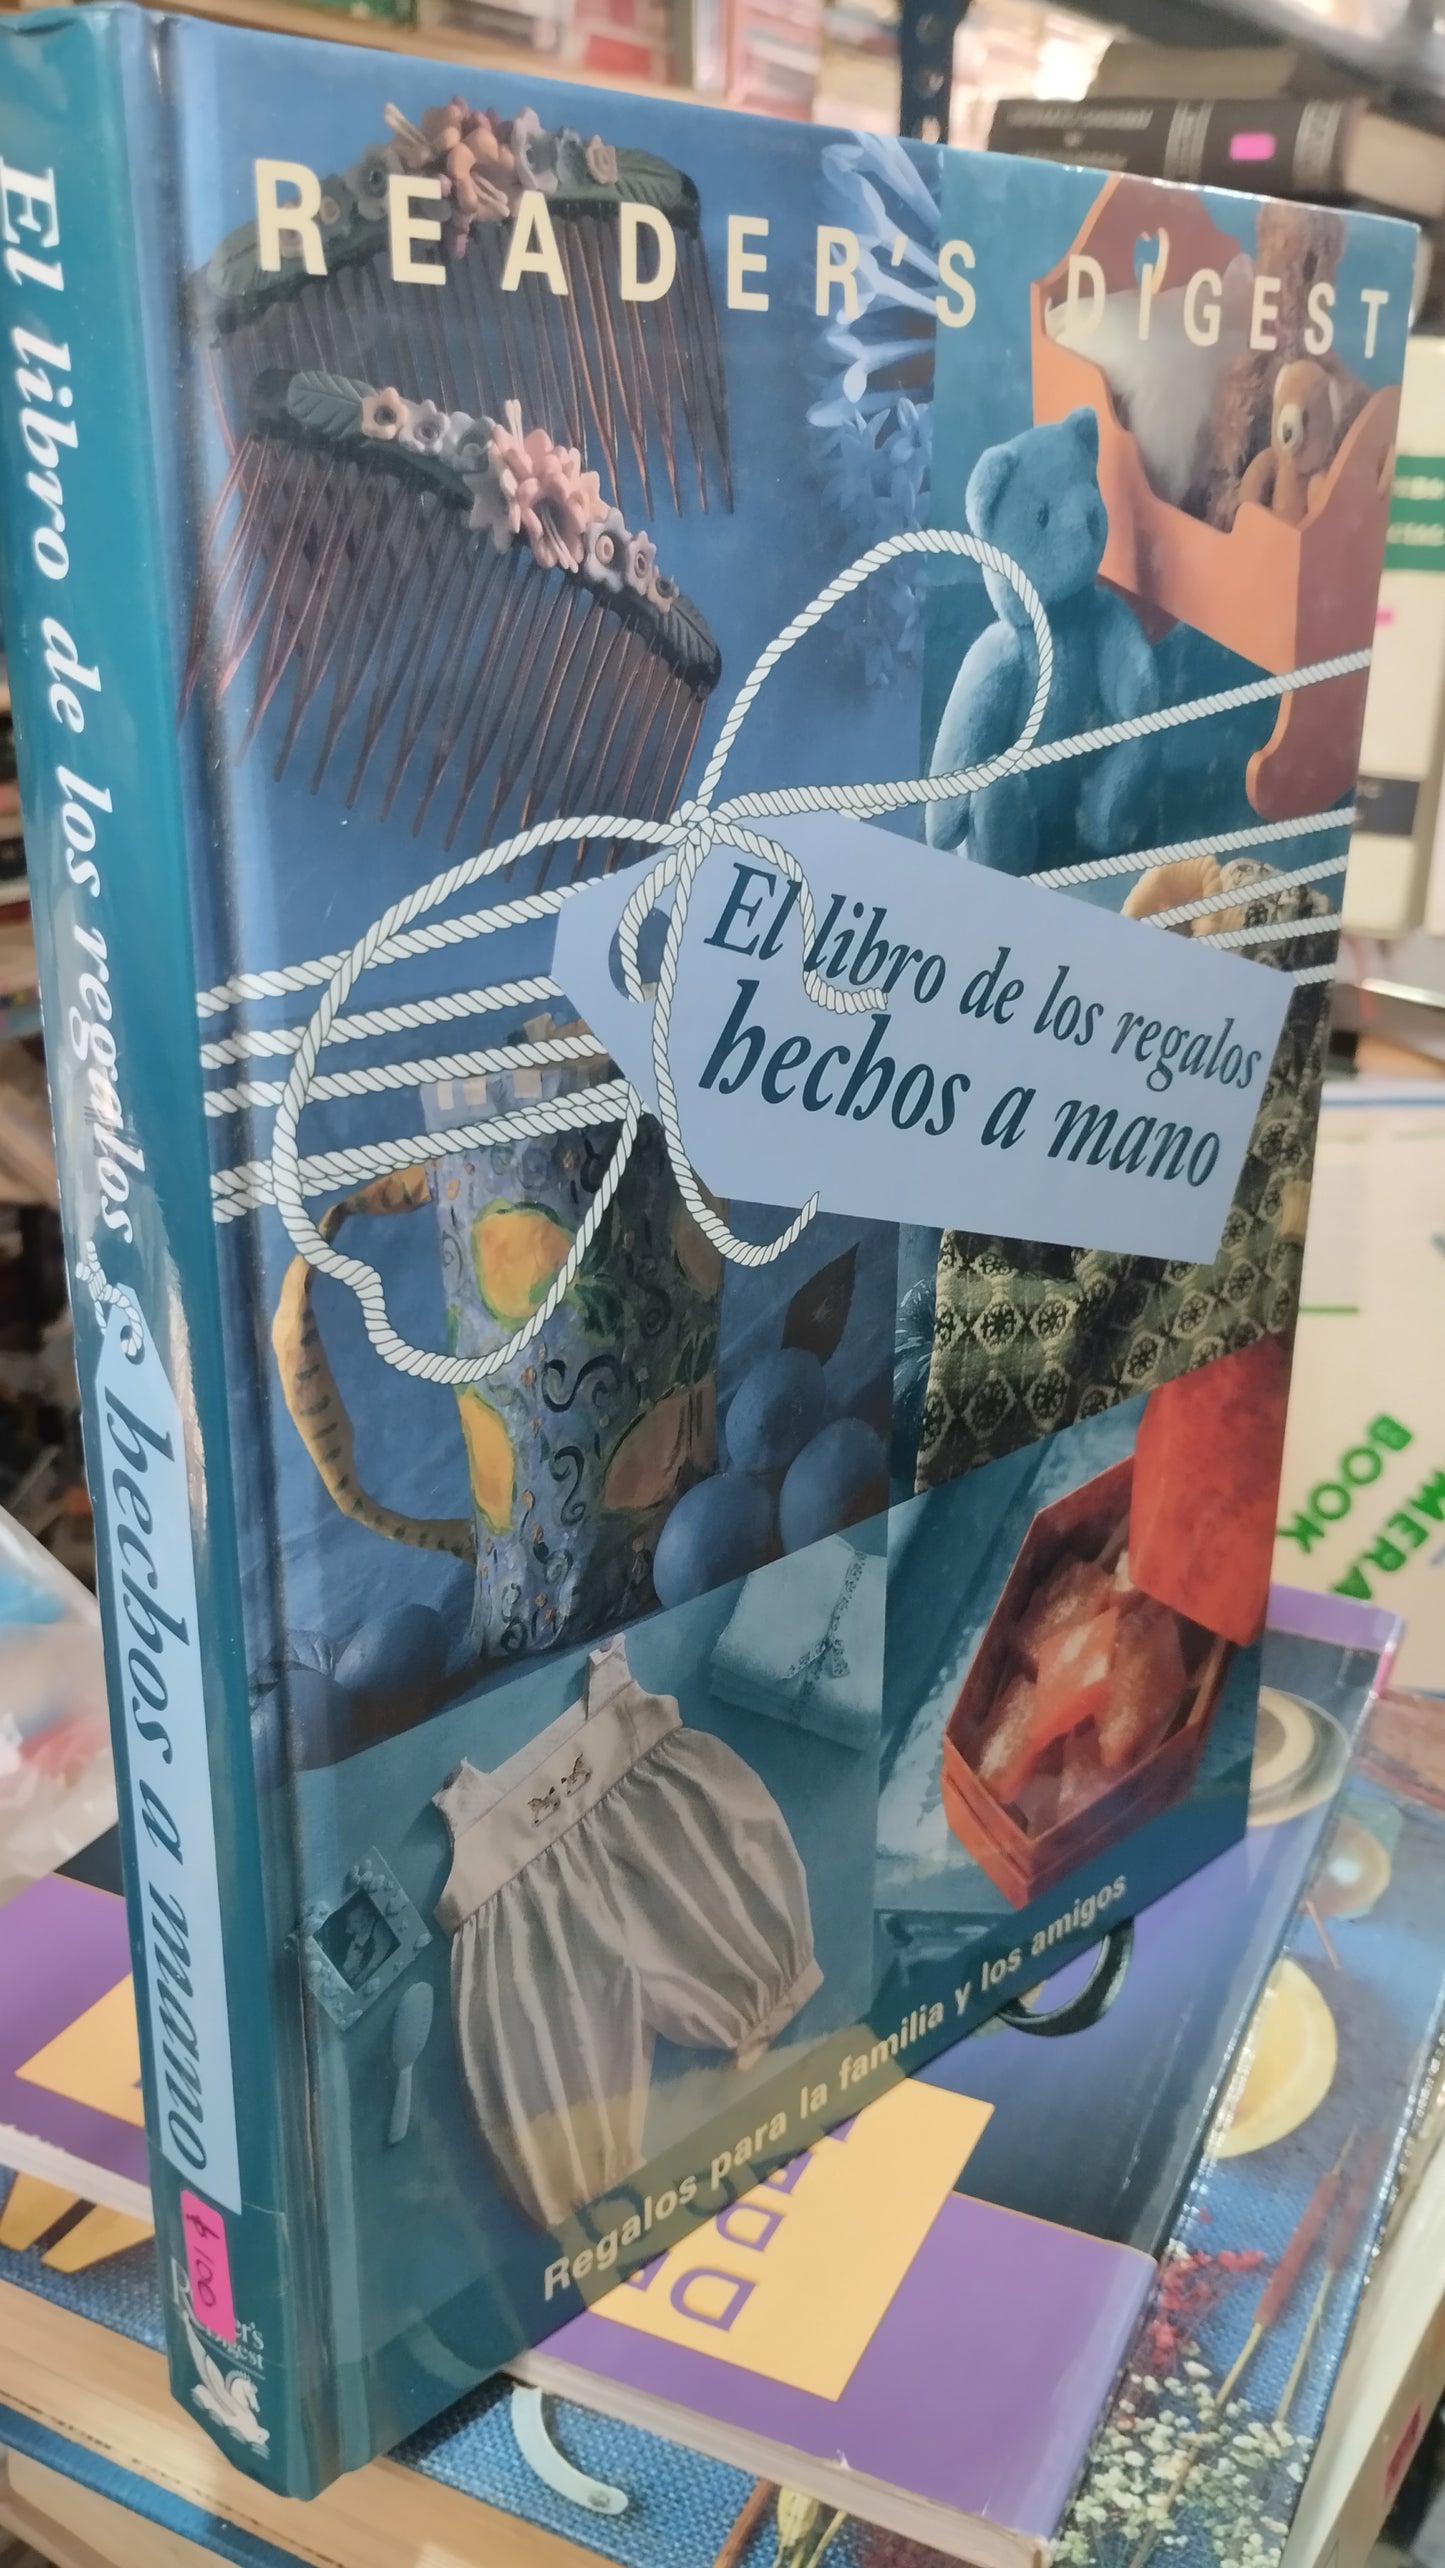 READER'S DIGEST
El libro de los regalos
hechos a mano
Regalos para la familia y los amigos
El libro de los regalos hechos a mano
$100
Reader's
Digest
BOOK